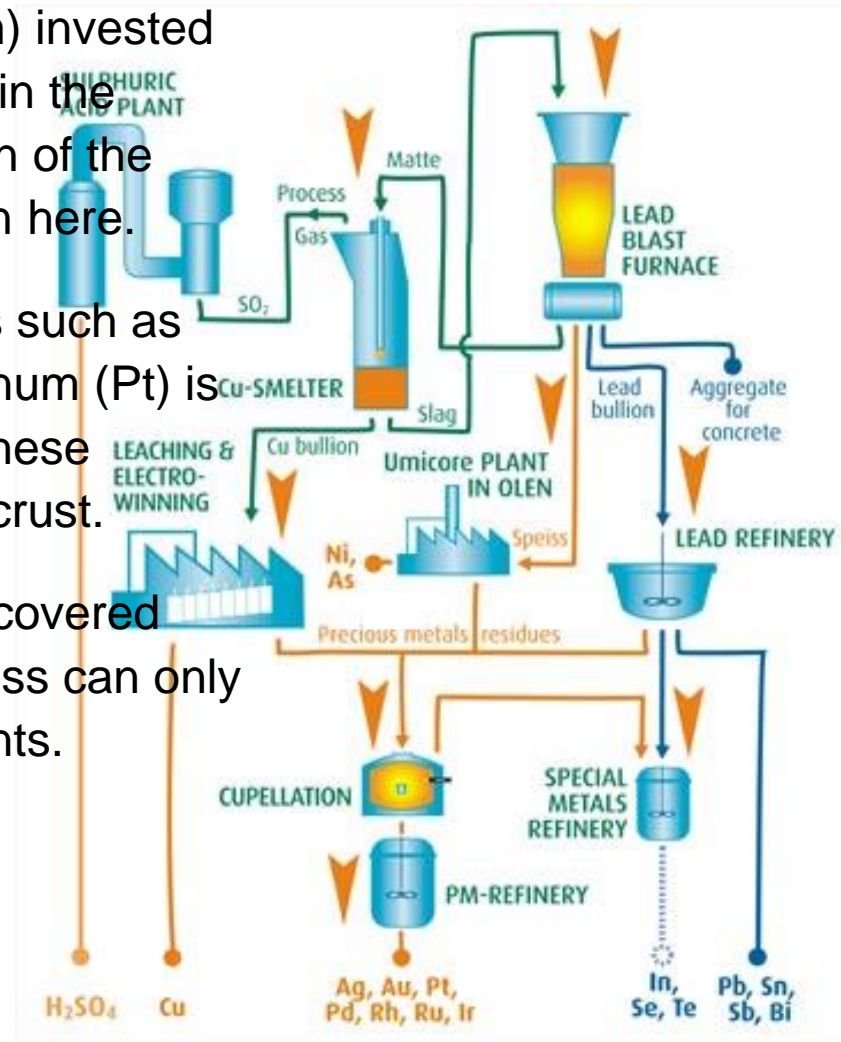 n) invested
in the
n of the
n here.
s such as
num (Pt) is
nese
crust.
covered
ss can only
nts.
SULPHURIC
ACID PLANT
Process
Gas
SO₂
Matte
LEAD
BLAST
FURNACE
Cu-SMELTER
Slag
Cu bullion
Lead
bullion
Aggregate
for
concrete
LEACHING &
ELECTRO-
WINNING
Umicore PLANT
IN OLEN
Ni,
As
Speiss
LEAD REFINERY
Precious metals residues
CUPELLATION
SPECIAL
METALS
REFINERY
PM-REFINERY
H₂SO₄
Cu
Ag, Au, Pt,
Pd, Rh, Ru, Ir
In,
Se, Te
Pb, Sn,
Sb, Bi